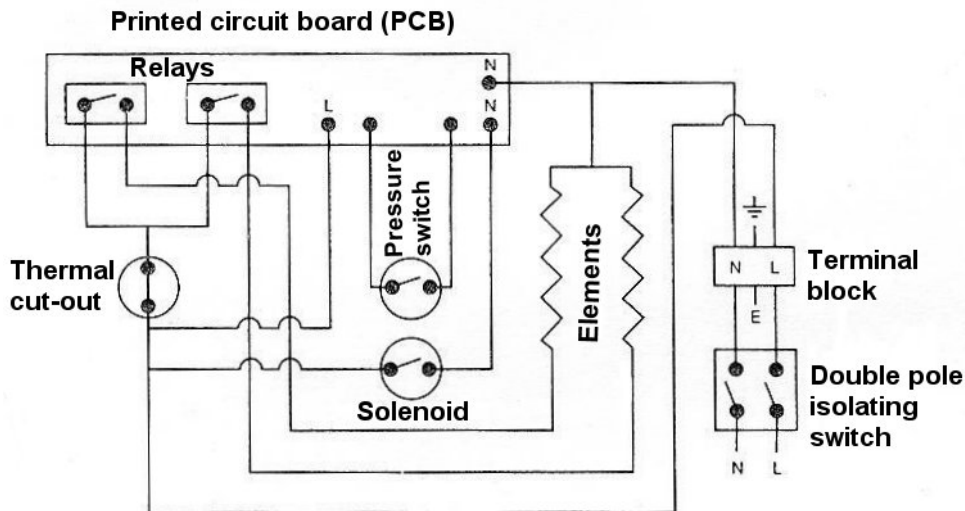 Printed circuit board (PCB)
Relays
N
L
N
Pressure
switch
Thermal
cut-out
Elements
N L
Terminal
block
E
Solenoid
Double pole
isolating
switch
N L